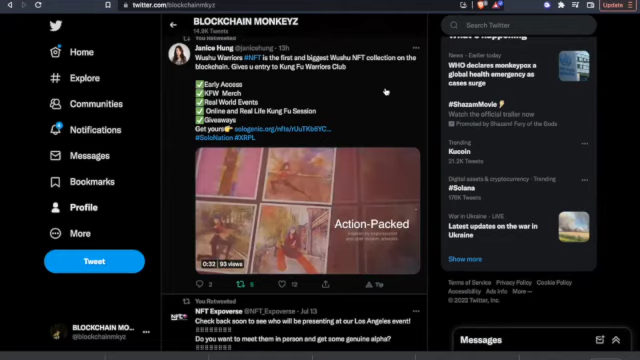 twitter.com/blockchainmkyz
Update
BLOCKCHAIN MONKEYZ
14.8K Tweets
Search Twitter
Home
Explore
Communities
Notifications
Messages
Bookmarks
Profile
More
Tweet
BLOCKCHAIN MO...
@blockchainmkyz
You Retweeted
Janice Hung @janicehung · 13h
Wushu Warriors #NFT is the first and biggest Wushu NFT collection on the
blockchain. Gives u entry to Kung Fu Warriors Club
✅Early Access
✅KFW Merch
✅Real World Events
✅ Online and Real Life Kung Fu Session
✅Giveaways
Get yours👉 sologenic.org/nfts/rUuTKb6YC...
#SoloNation #XRPL
Action-Packed
0:32 93 views
2
8
12
Tip
You Retweeted
NFT Expoverse @NFT_Expoverse · Jul 13
Check back soon to see who will be presenting at our Los Angeles event!
Do you want to meet them in person and get some genuine alpha?
What's happening
News · Earlier today
WHO declares monkeypox a
global health emergency as
cases surge
#ShazamMovie
Watch the official trailer now
Promoted by Shazam! Fury of the Gods
Trending
Kucoin
21.2K Tweets
Digital assets & cryptocurrency · Trending
#Solana
176K Tweets
War in Ukraine · LIVE
Latest updates on the war in
Ukraine
Show more
Terms of Service Privacy Policy Cookie Policy
Accessibility Ads Info More...
© 2022 Twitter, Inc.
Messages